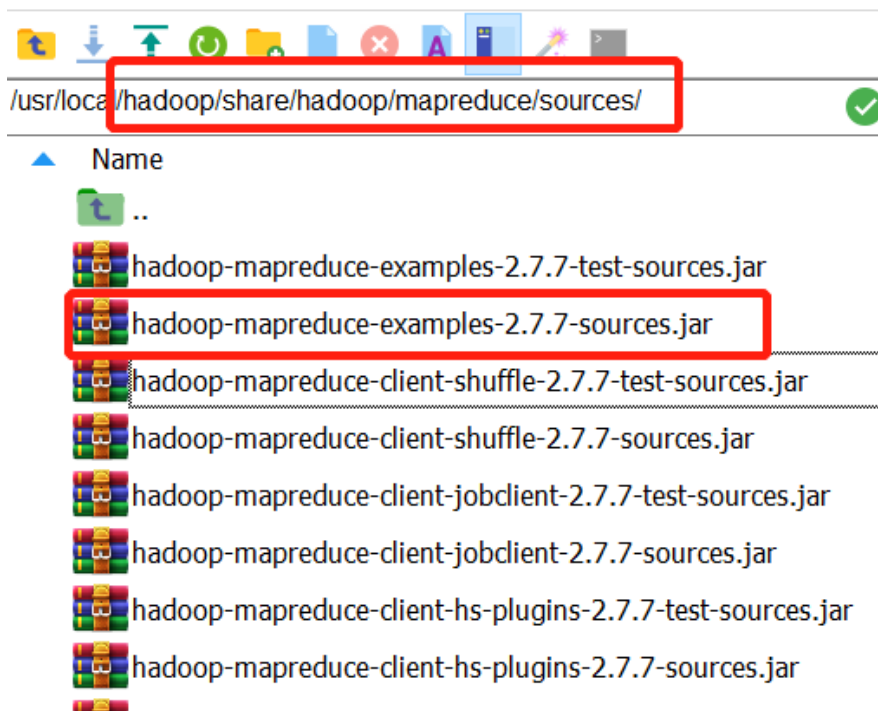 /usr/local/hadoop/share/hadoop/mapreduce/sources/
Name
..
hadoop-mapreduce-examples-2.7.7-test-sources.jar
hadoop-mapreduce-examples-2.7.7-sources.jar
hadoop-mapreduce-client-shuffle-2.7.7-test-sources.jar
hadoop-mapreduce-client-shuffle-2.7.7-sources.jar
hadoop-mapreduce-client-jobclient-2.7.7-test-sources.jar
hadoop-mapreduce-client-jobclient-2.7.7-sources.jar
hadoop-mapreduce-client-hs-plugins-2.7.7-test-sources.jar
hadoop-mapreduce-client-hs-plugins-2.7.7-sources.jar